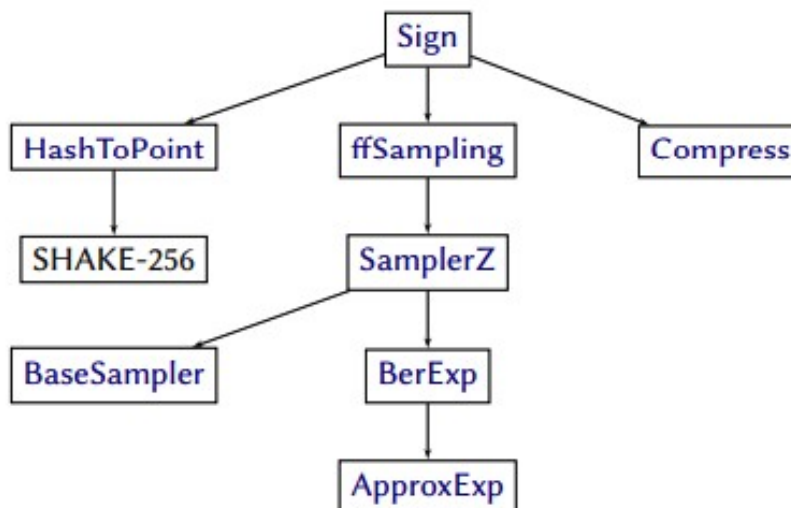 Sign
HashToPoint
ffSampling
Compress
SHAKE-256
SamplerZ
BaseSampler
BerExp
ApproxExp